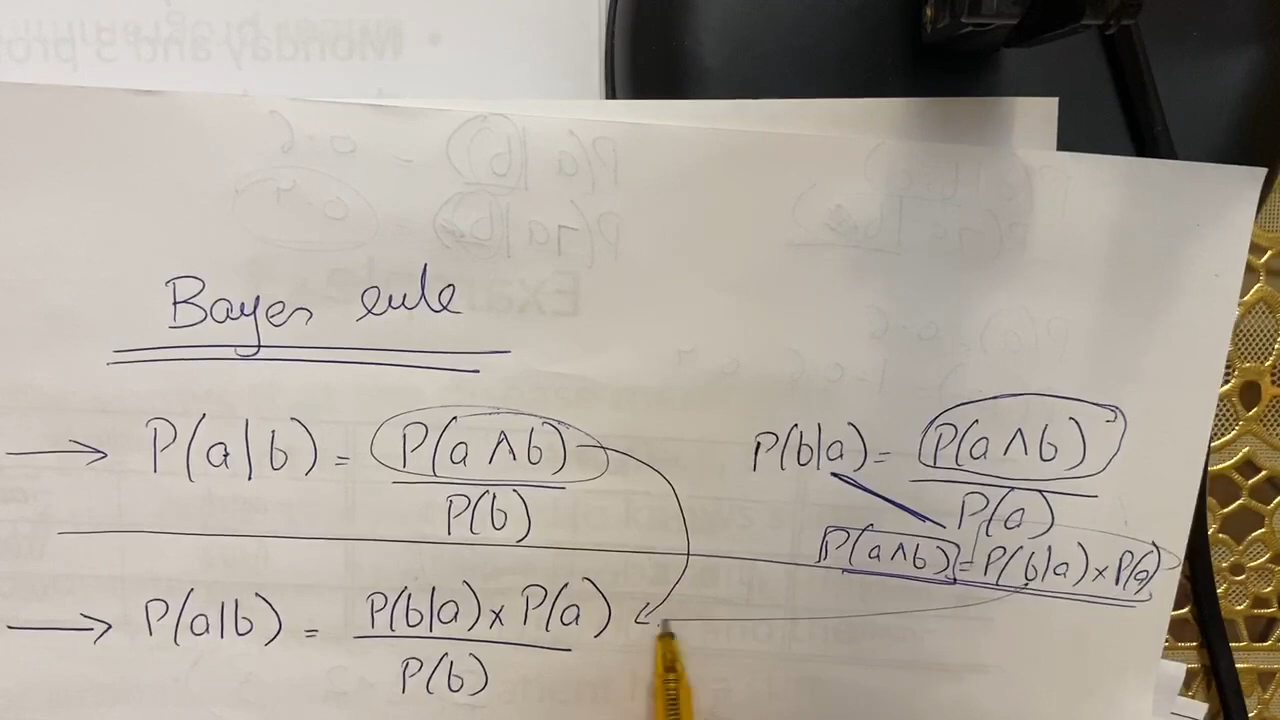 Bayes rule
P(a|b) = P(a∧b) / P(b)
P(b|a) = P(a∧b) / P(a)
P(a∧b) = P(b|a) × P(a)
P(a|b) = P(b|a) × P(a) / P(b)